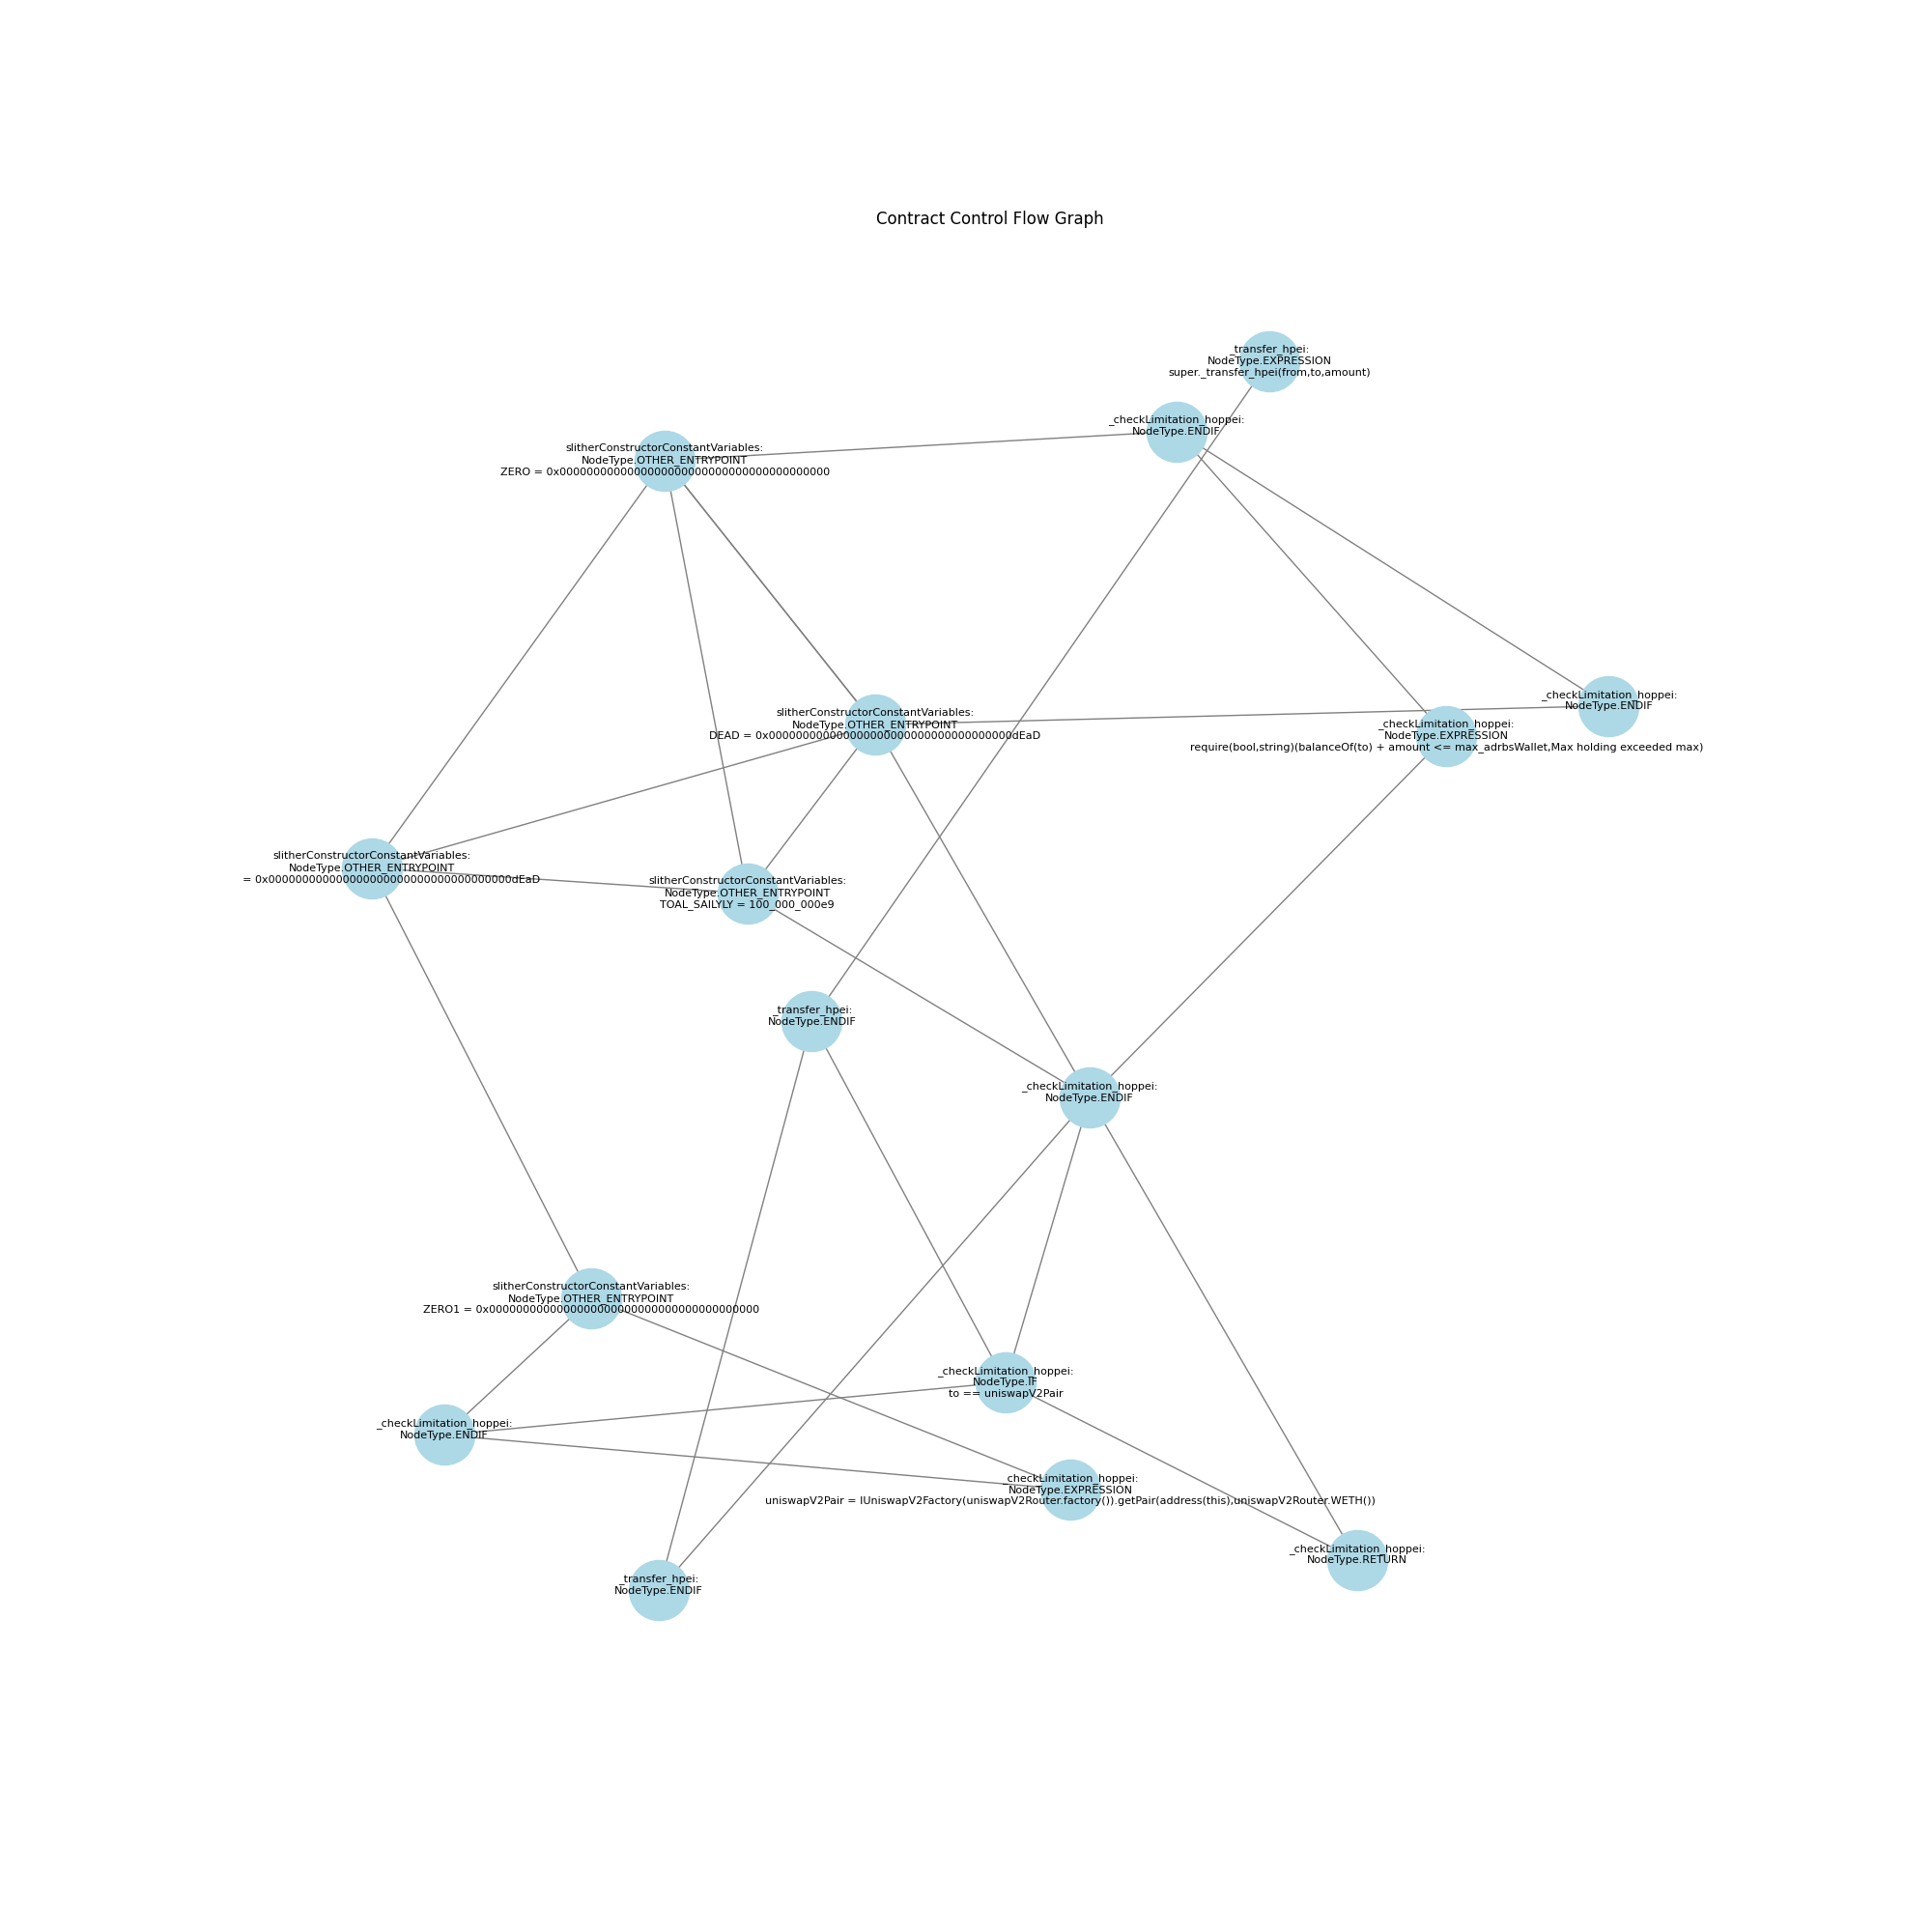 Contract Control Flow Graph
_transfer_hpei:
NodeType.EXPRESSION
super._transfer_hpei(from,to,amount)
_checkLimitation_hoppei:
NodeType.ENDIF
slitherConstructorConstantVariables:
NodeType.OTHER_ENTRYPOINT
ZERO = 0x0000000000000000000000000000000000000000
_checkLimitation_hoppei:
NodeType.ENDIF
slitherConstructorConstantVariables:
NodeType.OTHER_ENTRYPOINT
DEAD = 0x000000000000000000000000000000000000dEaD
_checkLimitation_hoppei:
NodeType.EXPRESSION
require(bool,string)(balanceOf(to) + amount <= max_adrbsWallet,Max holding exceeded max)
slitherConstructorConstantVariables:
NodeType.OTHER_ENTRYPOINT
= 0x000000000000000000000000000000000000dEaD
slitherConstructorConstantVariables:
NodeType.OTHER_ENTRYPOINT
TOAL_SAILYLY = 100_000_000e9
_transfer_hpei:
NodeType.ENDIF
_checkLimitation_hoppei:
NodeType.ENDIF
slitherConstructorConstantVariables:
NodeType.OTHER_ENTRYPOINT
ZERO1 = 0x0000000000000000000000000000000000000000
_checkLimitation_hoppei:
NodeType.IF
to == uniswapV2Pair
_checkLimitation_hoppei:
NodeType.ENDIF
_checkLimitation_hoppei:
NodeType.EXPRESSION
uniswapV2Pair = IUniswapV2Factory(uniswapV2Router.factory()).getPair(address(this),uniswapV2Router.WETH())
_checkLimitation_hoppei:
NodeType.RETURN
_transfer_hpei:
NodeType.ENDIF